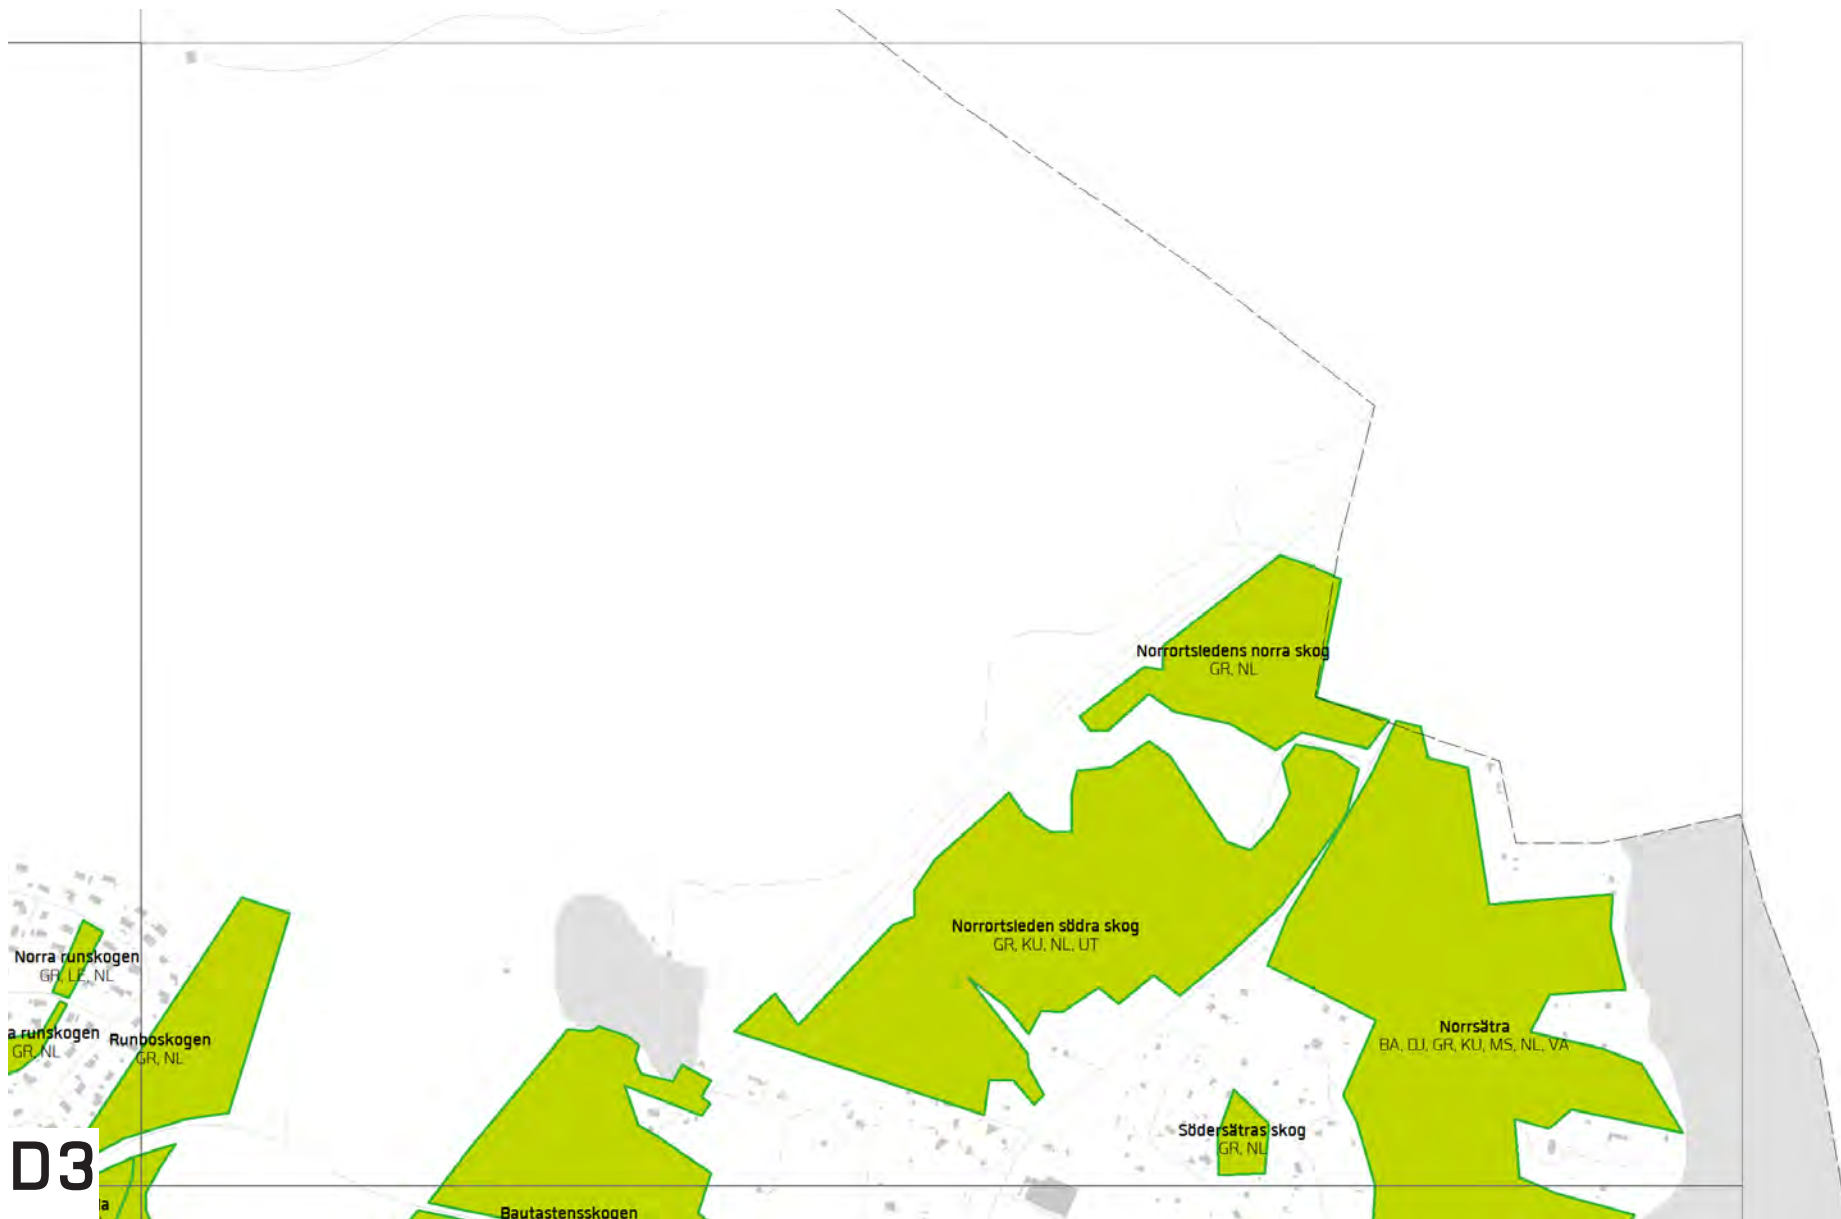 Norrortsledens norra skog
GR, NL
Norrortsleden södra skog
GR, KU, NL, UT
Norra runskogen
GR, LE, NL
a runskogen
GR, NL
Runboskogen
GR, NL
Norrsätra
BA, DJ, GR, KU, MS, NL, VA
Södersätras skog
GR, NL
D3
la
Bautastensskogen